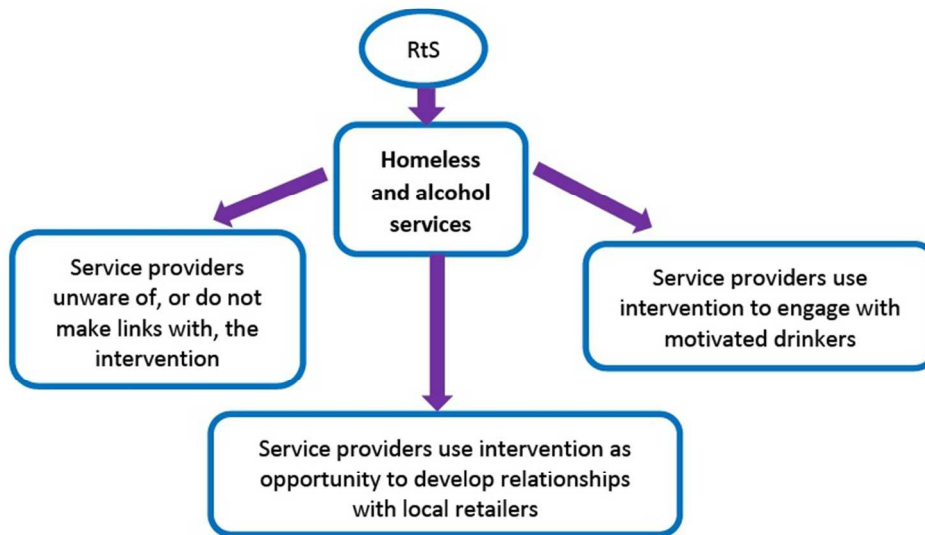 RtS
Homeless
and alcohol
services
Service providers
unware of, or do not
make links with, the
intervention
Service providers use
intervention to engage with
motivated drinkers
Service providers use intervention as
opportunity to develop relationships
with local retailers